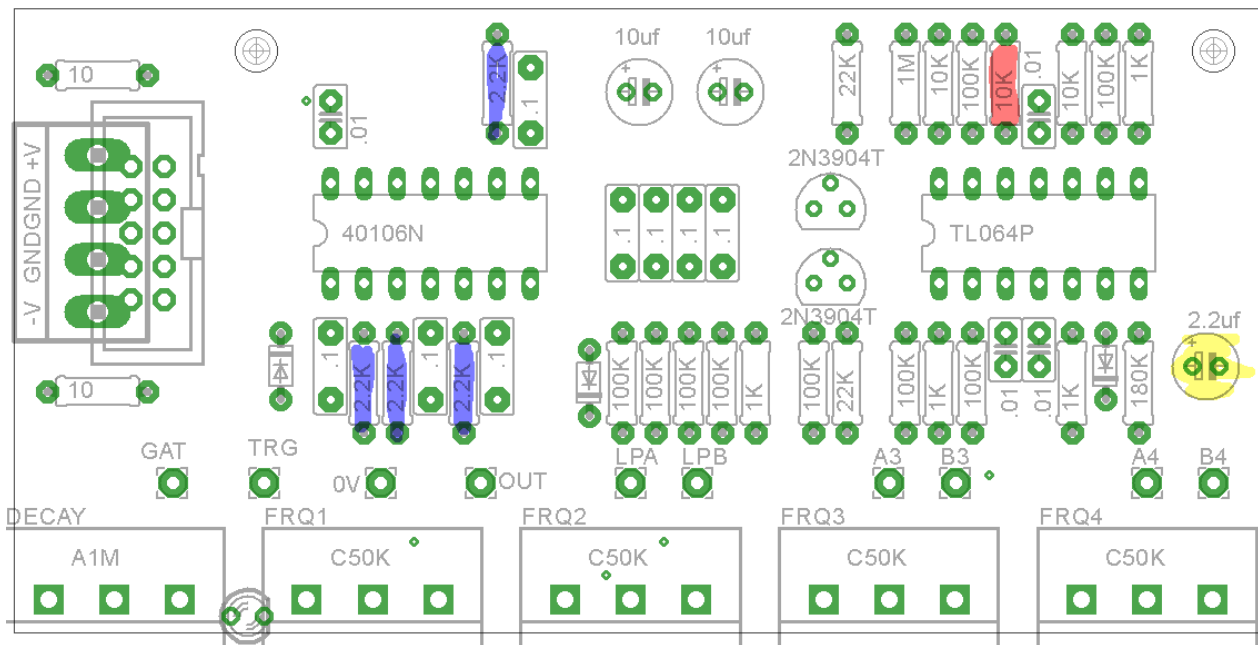 10uf 10uf
10
2.2K
.1
.01
22K
1M
10K
100K
10K
.01
10K
100K
1K
-V GNDGND +V
40106N
.1
.1
.1
.1
2N3904T
TL064P
2N3904T
2.2uf
10
.1
2.2K
2.2K
.1
2.2K
.1
100K
100K
100K
100K
1K
100K
22K
100K
1K
100K
.01
.01
1K
180K
GAT TRG 0V OUT LPA LPB A3 B3 A4 B4
DECAY FRQ1 FRQ2 FRQ3 FRQ4
A1M C50K C50K C50K C50K